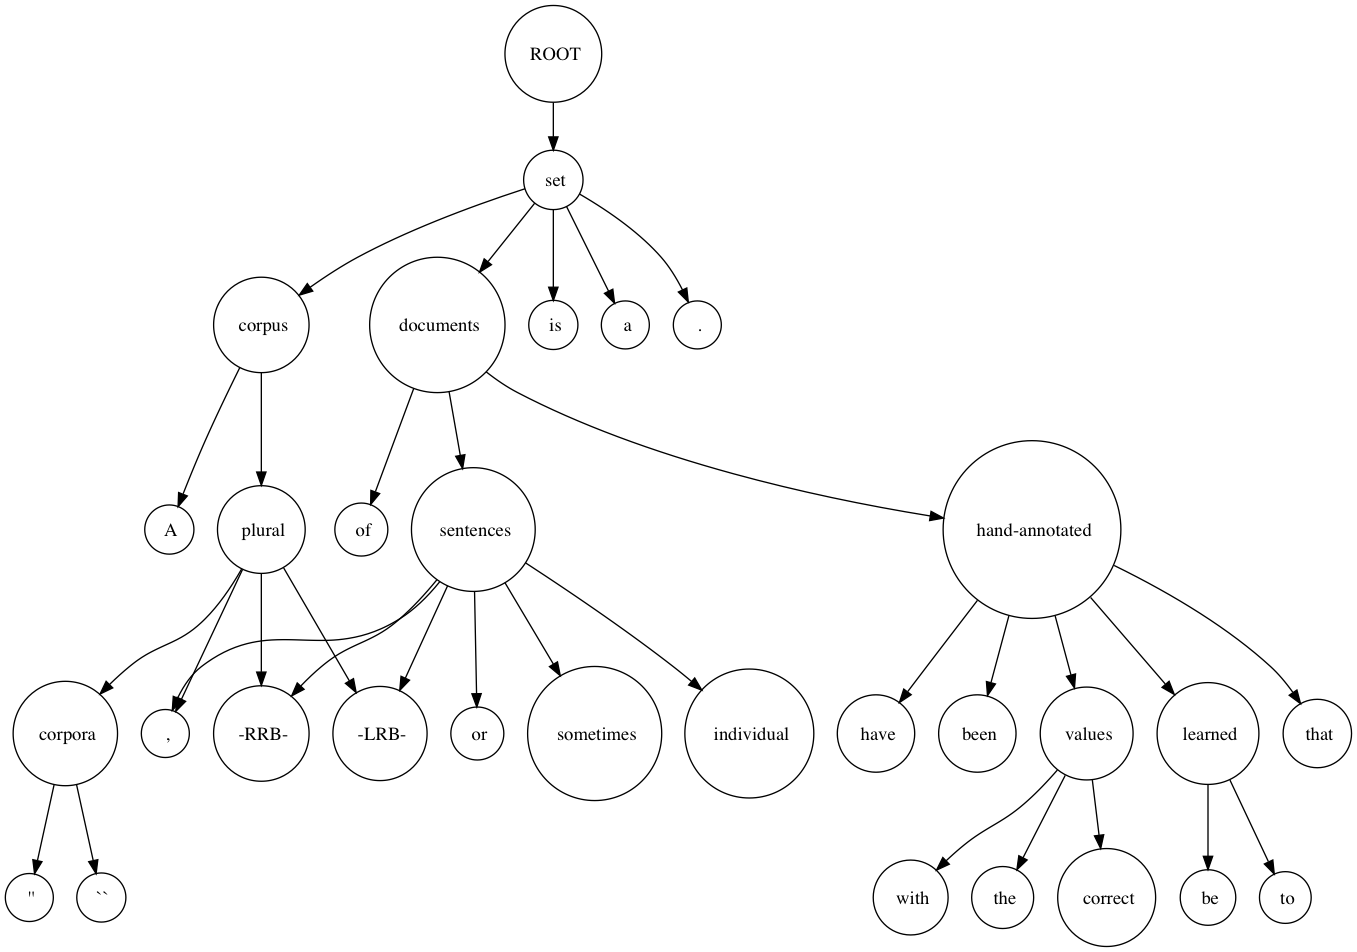 ROOT
set
corpus documents is a .
A plural of sentences hand-annotated
corpora , -RRB- -LRB- or sometimes individual have been values learned that
'' `` with the correct be to